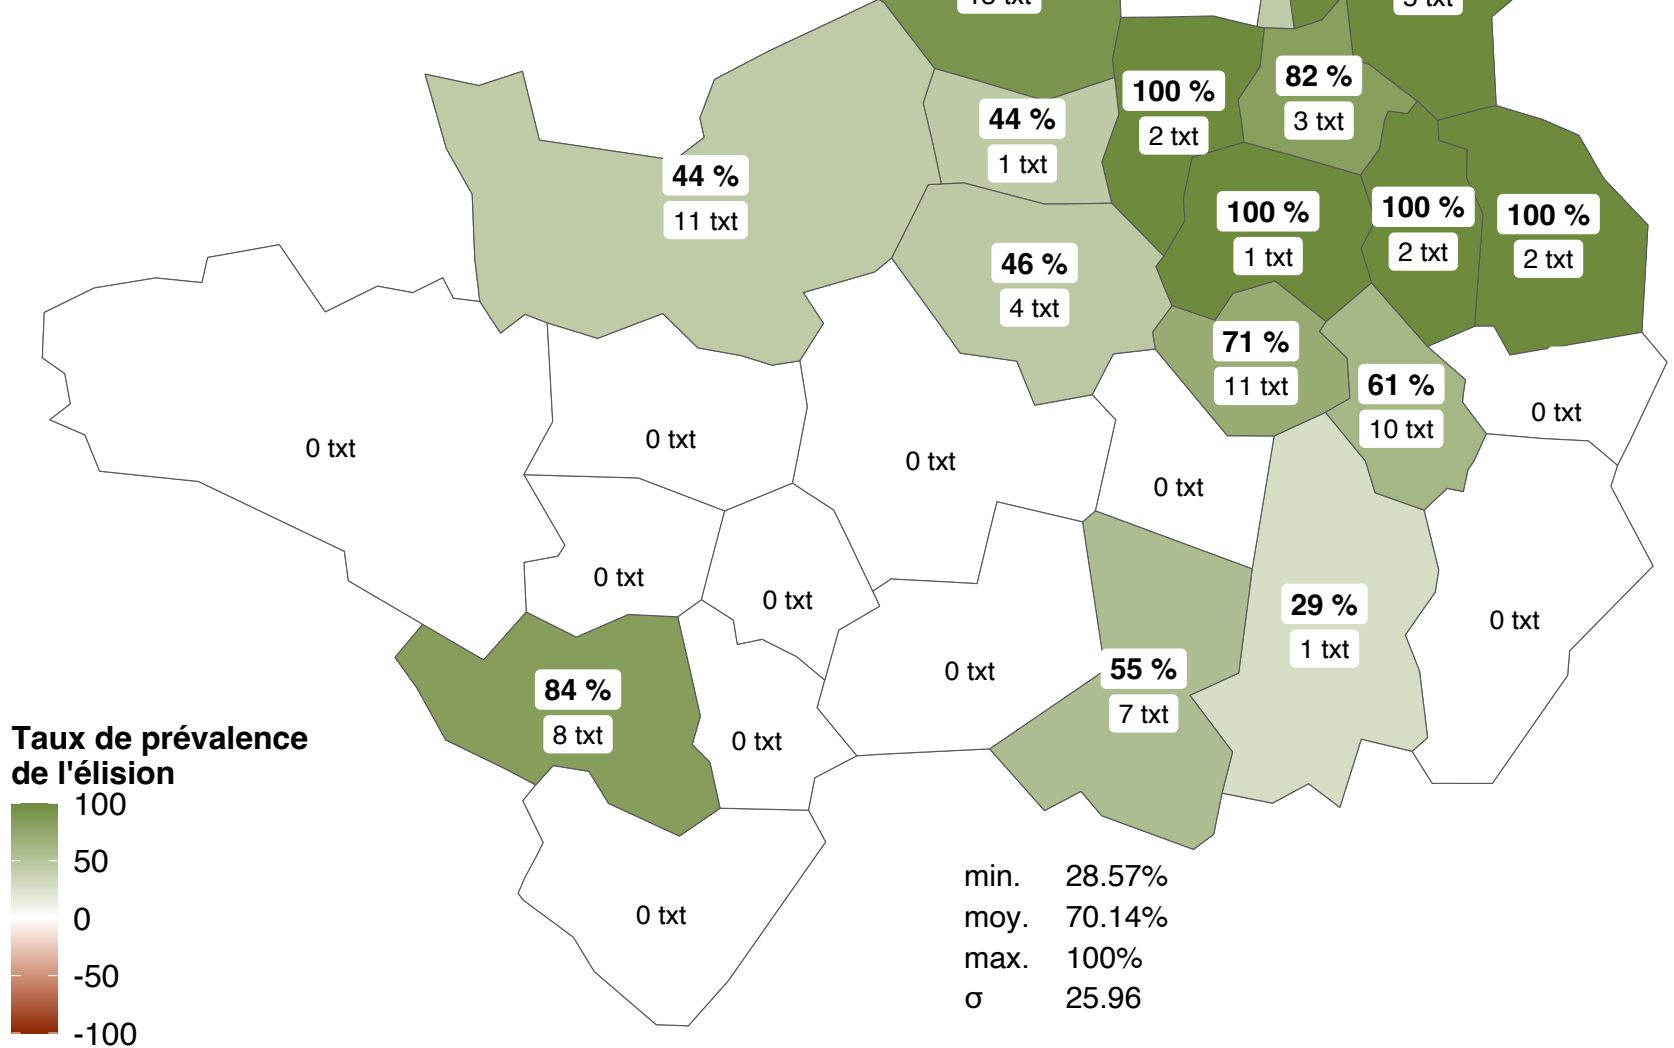 txt
txt
100 %
2 txt
82 %
3 txt
44 %
1 txt
44 %
11 txt
100 %
1 txt
100 %
2 txt
100 %
2 txt
46 %
4 txt
71 %
11 txt
61 %
10 txt
0 txt
0 txt
0 txt
0 txt
0 txt
0 txt
0 txt
29 %
1 txt
0 txt
55 %
7 txt
0 txt
84 %
8 txt
0 txt
0 txt
Taux de prévalence
de l'élision
100
50
0
-50
-100
min. 28.57%
moy. 70.14%
max. 100%
σ 25.96